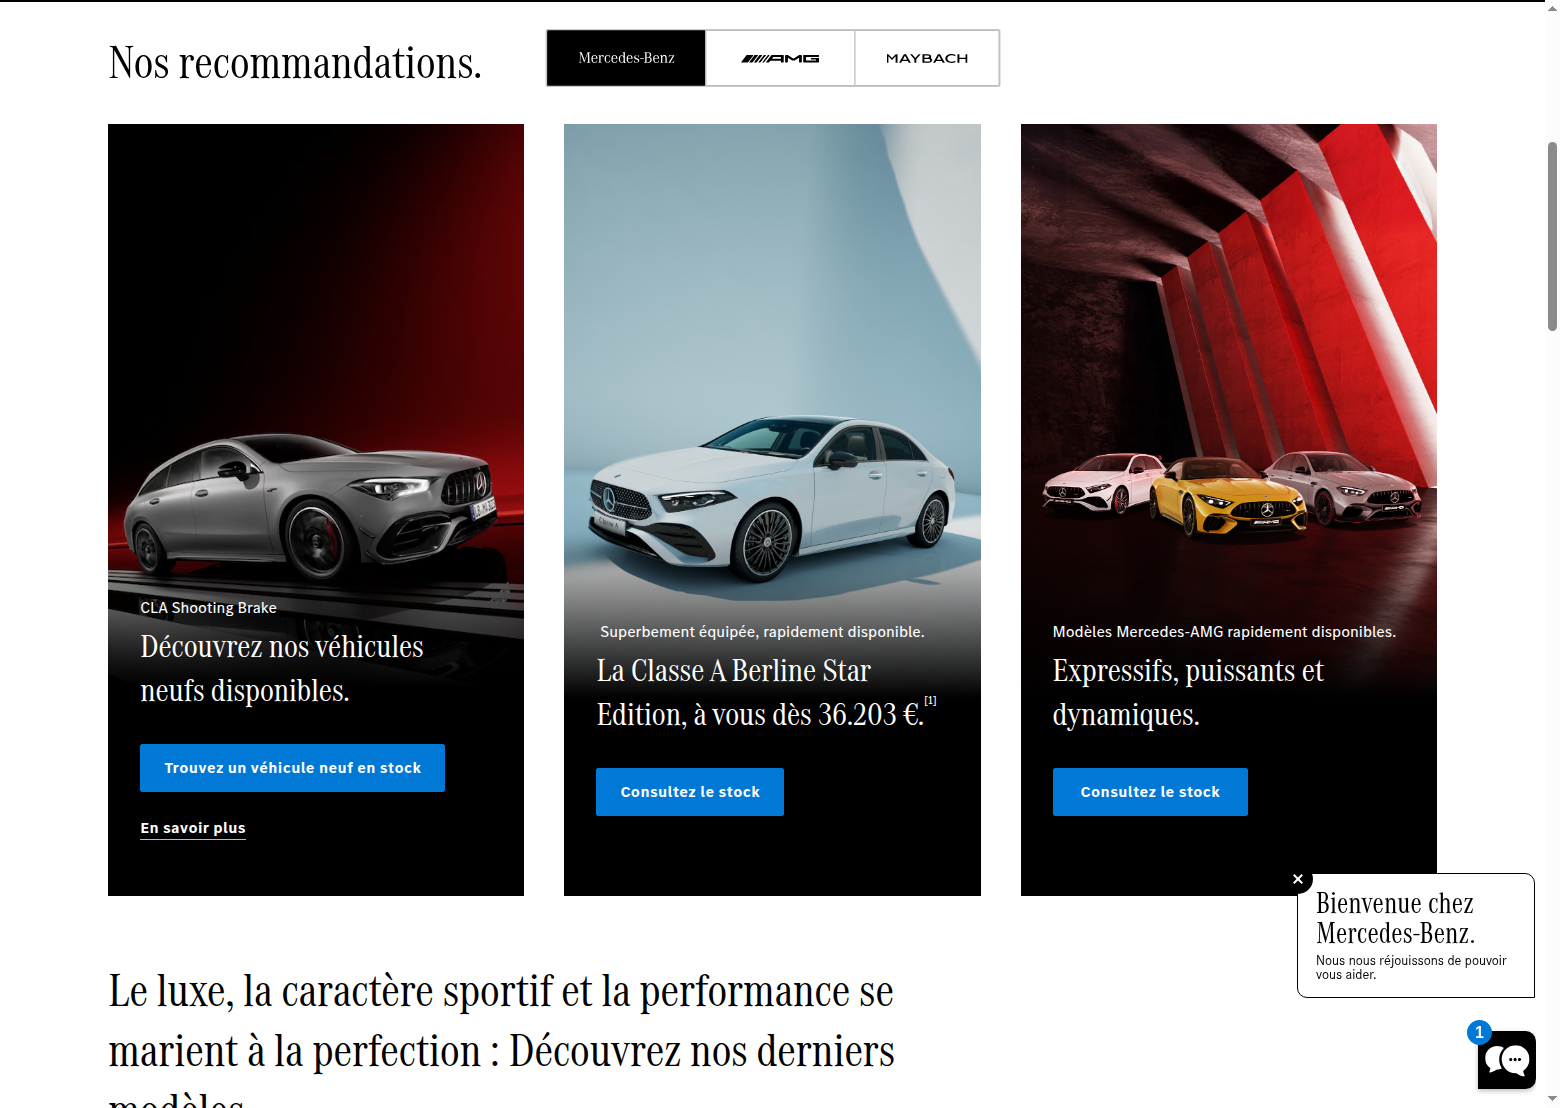 Nos recommandations.
Mercedes-Benz
AMG
MAYBACH
CLA Shooting Brake
Découvrez nos véhicules
neufs disponibles.
Trouvez un véhicule neuf en stock
En savoir plus
Classe A
Superbement équipée, rapidement disponible.
La Classe A Berline Star
Edition, à vous dès 36.203 €.[1]
Consultez le stock
AMG
Modèles Mercedes-AMG rapidement disponibles.
Expressifs, puissants et
dynamiques.
Consultez le stock
Bienvenue chez
Mercedes-Benz.
Nous nous réjouissons de pouvoir
vous aider.
Le luxe, la caractère sportif et la performance se
marient à la perfection : Découvrez nos derniers
modèles
1